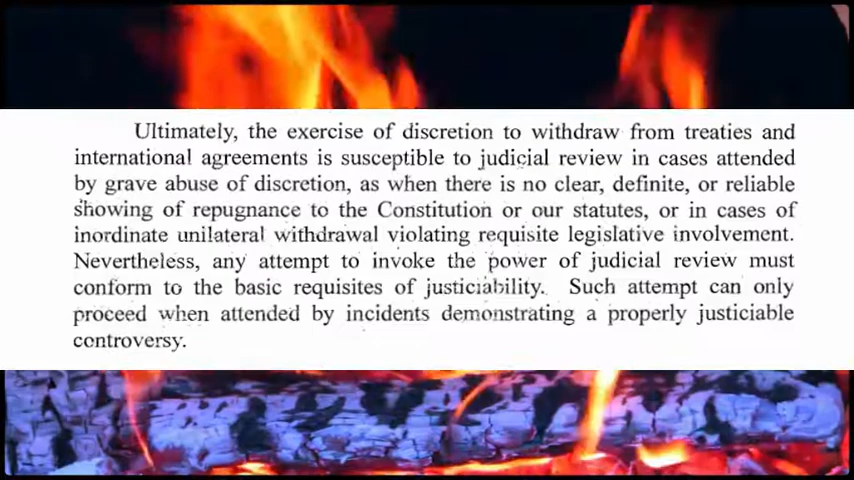 Ultimately, the exercise of discretion to withdraw from treaties and
international agreements is susceptible to judicial review in cases attended
by grave abuse of discretion, as when there is no clear, definite, or reliable
showing of repugnance to the Constitution or our statutes, or in cases of
inordinate unilateral withdrawal violating requisite legislative involvement.
Nevertheless, any attempt to invoke the power of judicial review must
conform to the basic requisites of justiciability. Such attempt can only
proceed when attended by incidents demonstrating a properly justiciable
controversy.